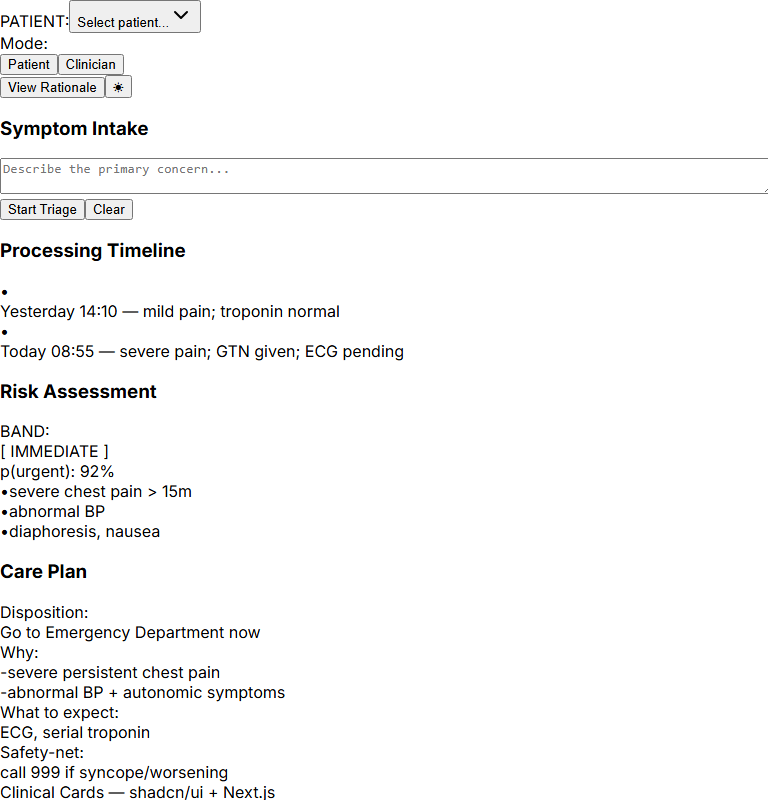 PATIENT: Select patient...
Mode:
Patient Clinician
View Rationale ☀
Symptom Intake
Describe the primary concern...
Start Triage Clear
Processing Timeline
•
Yesterday 14:10 — mild pain; troponin normal
•
Today 08:55 — severe pain; GTN given; ECG pending
Risk Assessment
BAND:
[ IMMEDIATE ]
p(urgent): 92%
•severe chest pain > 15m
•abnormal BP
•diaphoresis, nausea
Care Plan
Disposition:
Go to Emergency Department now
Why:
-severe persistent chest pain
-abnormal BP + autonomic symptoms
What to expect:
ECG, serial troponin
Safety-net:
call 999 if syncope/worsening
Clinical Cards — shadcn/ui + Next.js